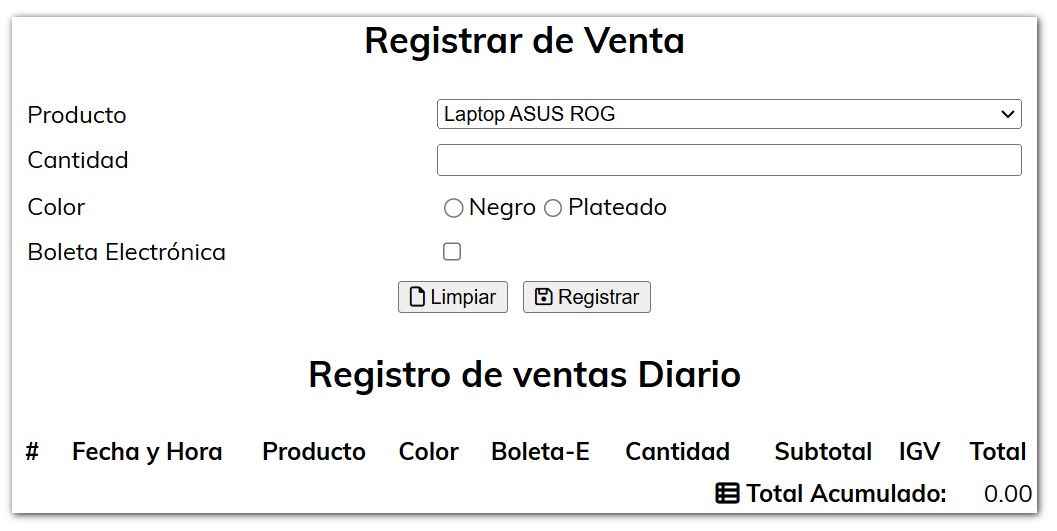 Registrar de Venta
Producto Laptop ASUS ROG
Cantidad
Color Negro Plateado
Boleta Electrónica
Limpiar Registrar
Registro de ventas Diario
# Fecha y Hora Producto Color Boleta-E Cantidad Subtotal IGV Total
Total Acumulado: 0.00